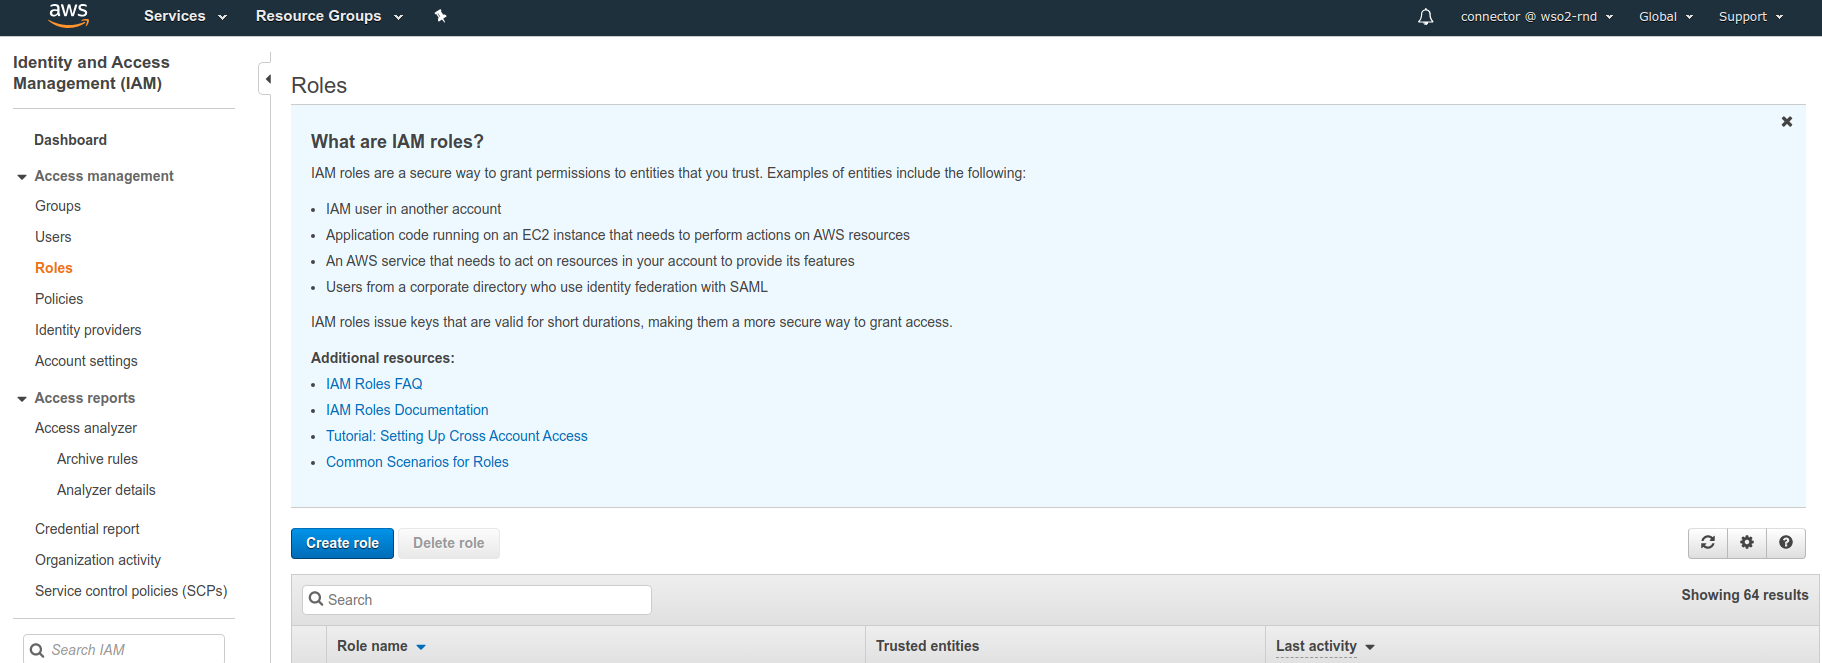 aws Services Resource Groups connector @ wso2-rnd Global Support
Identity and Access
Management (IAM)
Dashboard
Access management
Groups
Users
Roles
Policies
Identity providers
Account settings
Access reports
Access analyzer
Archive rules
Analyzer details
Credential report
Organization activity
Service control policies (SCPs)
Search IAM
Roles
What are IAM roles?
IAM roles are a secure way to grant permissions to entities that you trust. Examples of entities include the following:
• IAM user in another account
• Application code running on an EC2 instance that needs to perform actions on AWS resources
• An AWS service that needs to act on resources in your account to provide its features
• Users from a corporate directory who use identity federation with SAML
IAM roles issue keys that are valid for short durations, making them a more secure way to grant access.
Additional resources:
• IAM Roles FAQ
• IAM Roles Documentation
• Tutorial: Setting Up Cross Account Access
• Common Scenarios for Roles
Create role Delete role
Search Showing 64 results
Role name Trusted entities Last activity